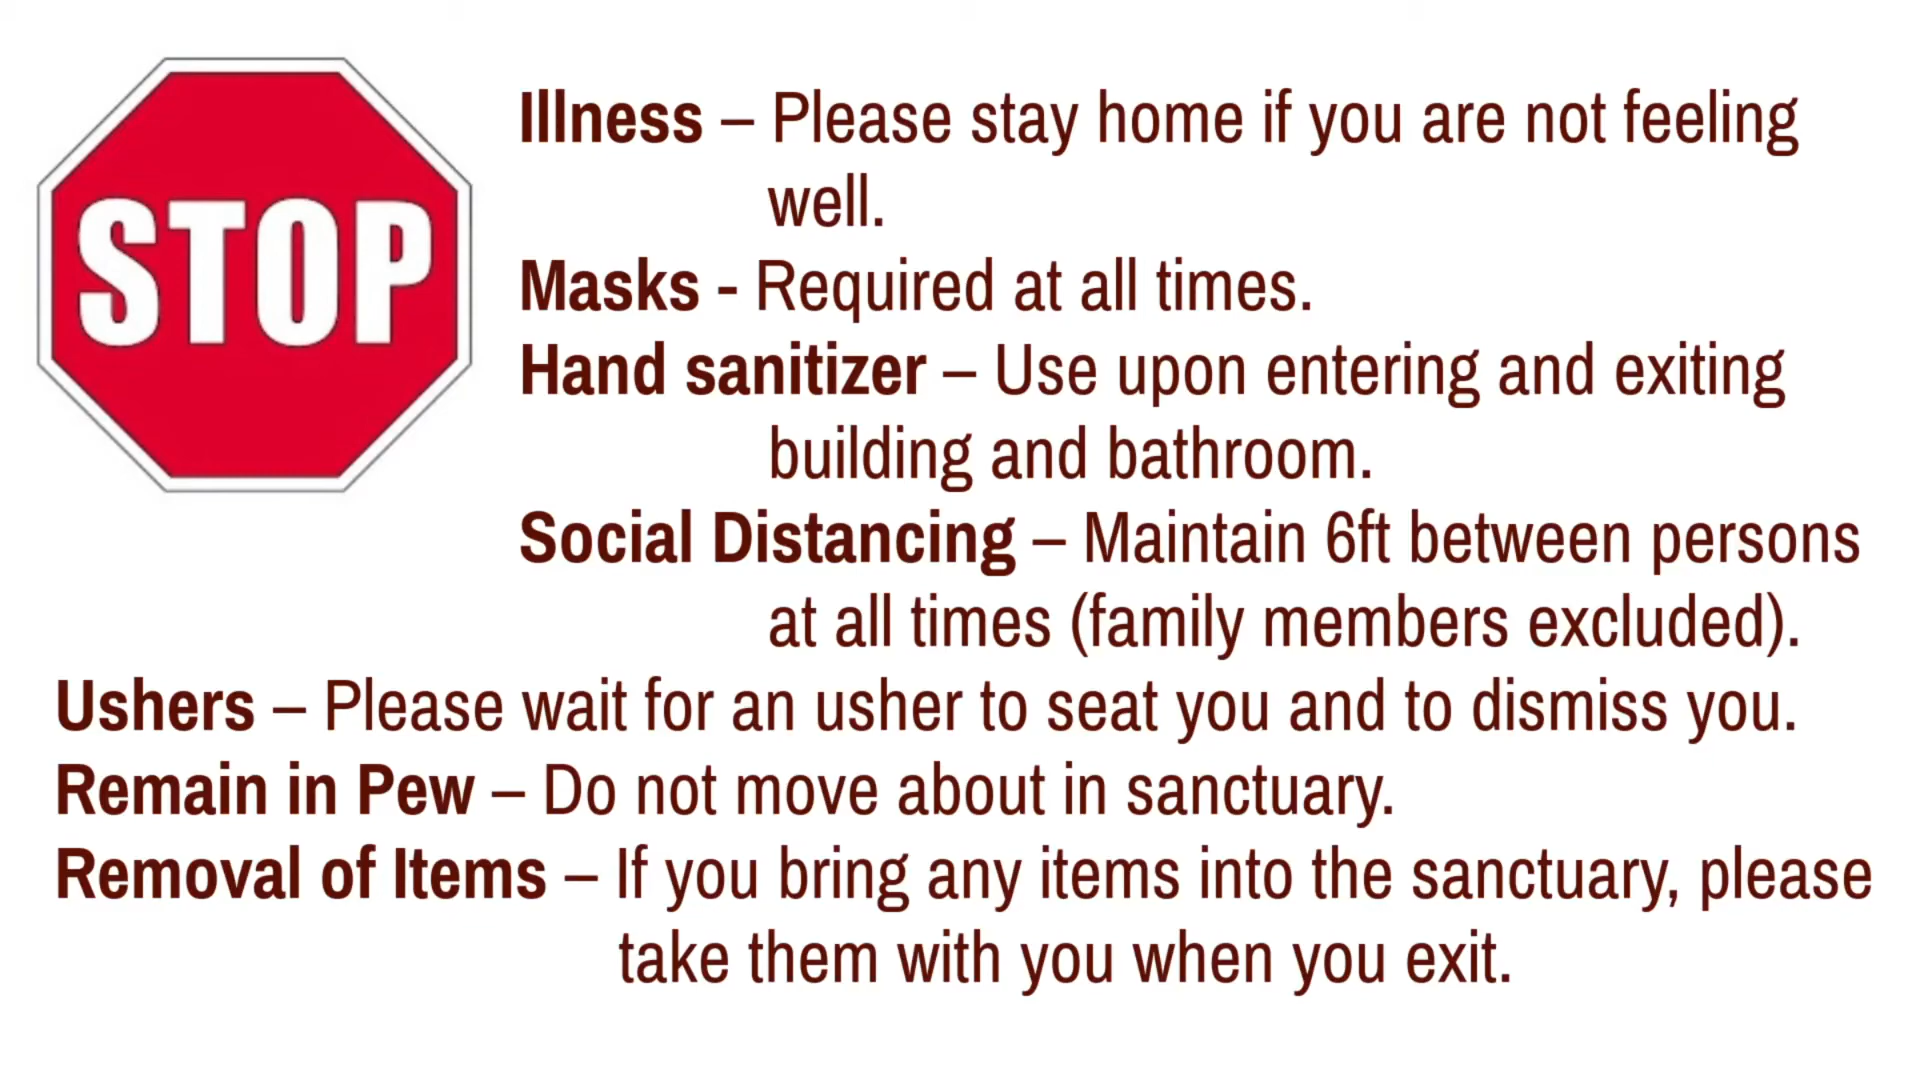 STOP
Illness – Please stay home if you are not feeling
well.
Masks - Required at all times.
Hand sanitizer – Use upon entering and exiting
building and bathroom.
Social Distancing – Maintain 6ft between persons
at all times (family members excluded).
Ushers – Please wait for an usher to seat you and to dismiss you.
Remain in Pew – Do not move about in sanctuary.
Removal of Items – If you bring any items into the sanctuary, please
take them with you when you exit.